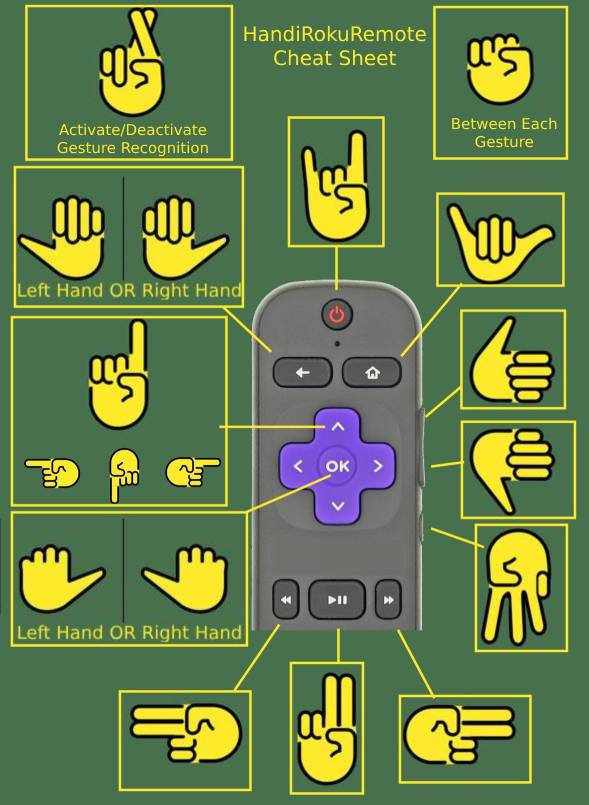 HandiRokuRemote
Cheat Sheet
Activate/Deactivate
Gesture Recognition
Between Each
Gesture
Left Hand OR Right Hand
OK
Left Hand OR Right Hand